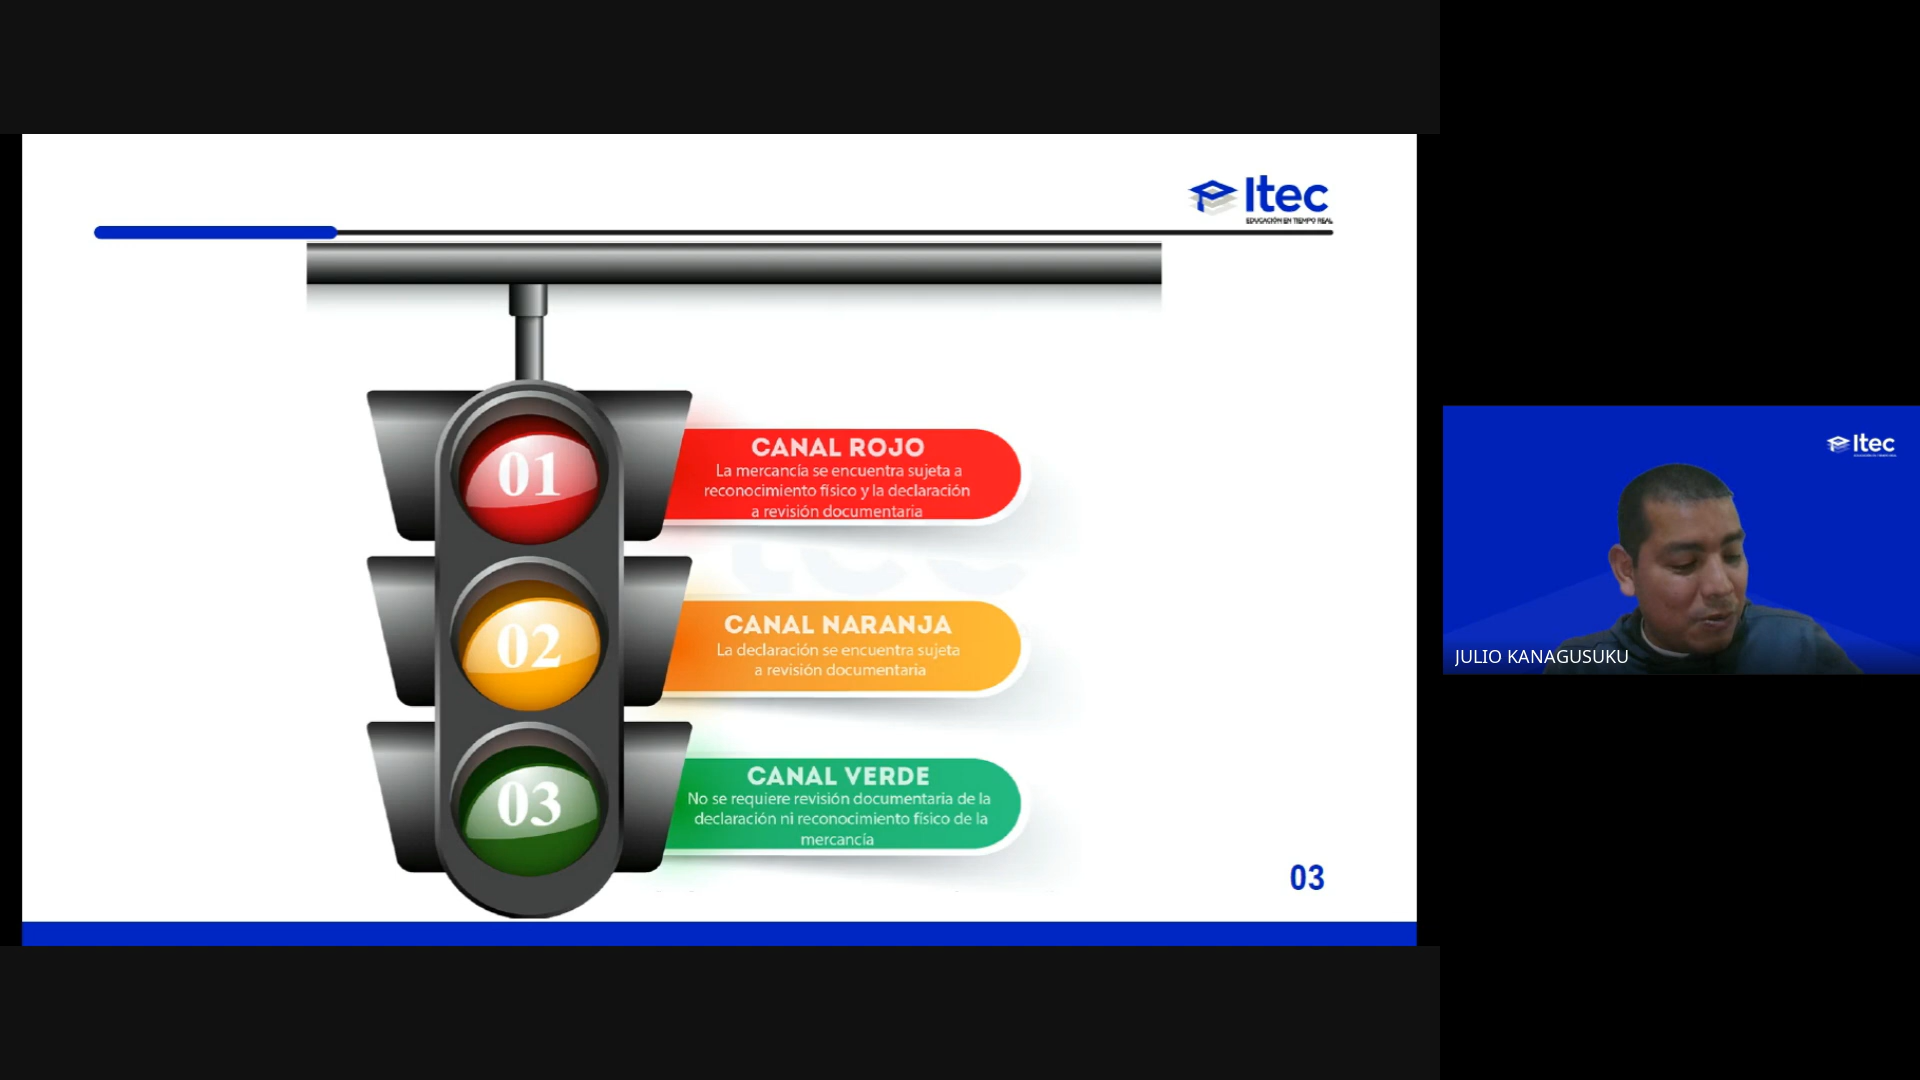 Itec
EDUCACIÓN EN TIEMPO REAL
01
CANAL ROJO
La mercancía se encuentra sujeta a
reconocimiento físico y la declaración
a revisión documentaria
02
CANAL NARANJA
La declaración se encuentra sujeta
a revisión documentaria
03
CANAL VERDE
No se requiere revisión documentaria de la
declaración ni reconocimiento físico de la
mercancía
03
Itec
JULIO KANAGUSUKU